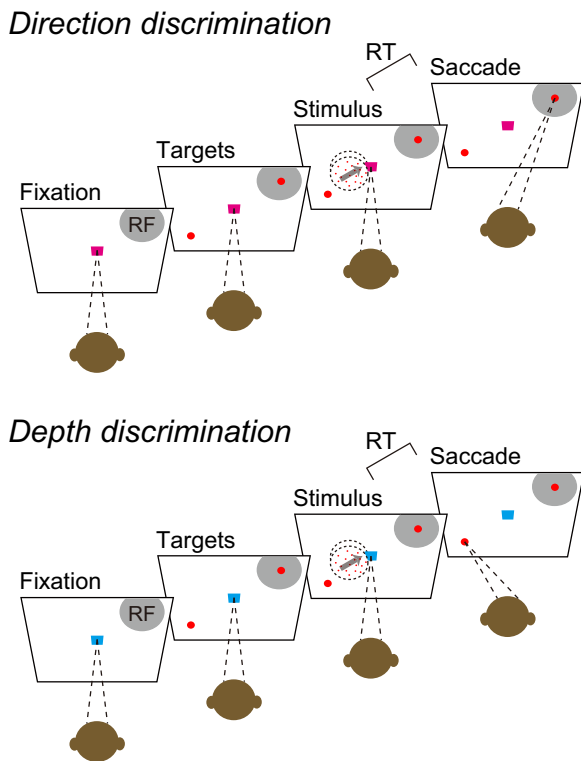 Direction discrimination
RT
Saccade
Stimulus
Targets
Fixation
RF
Depth discrimination
RT
Saccade
Stimulus
Targets
Fixation
RF